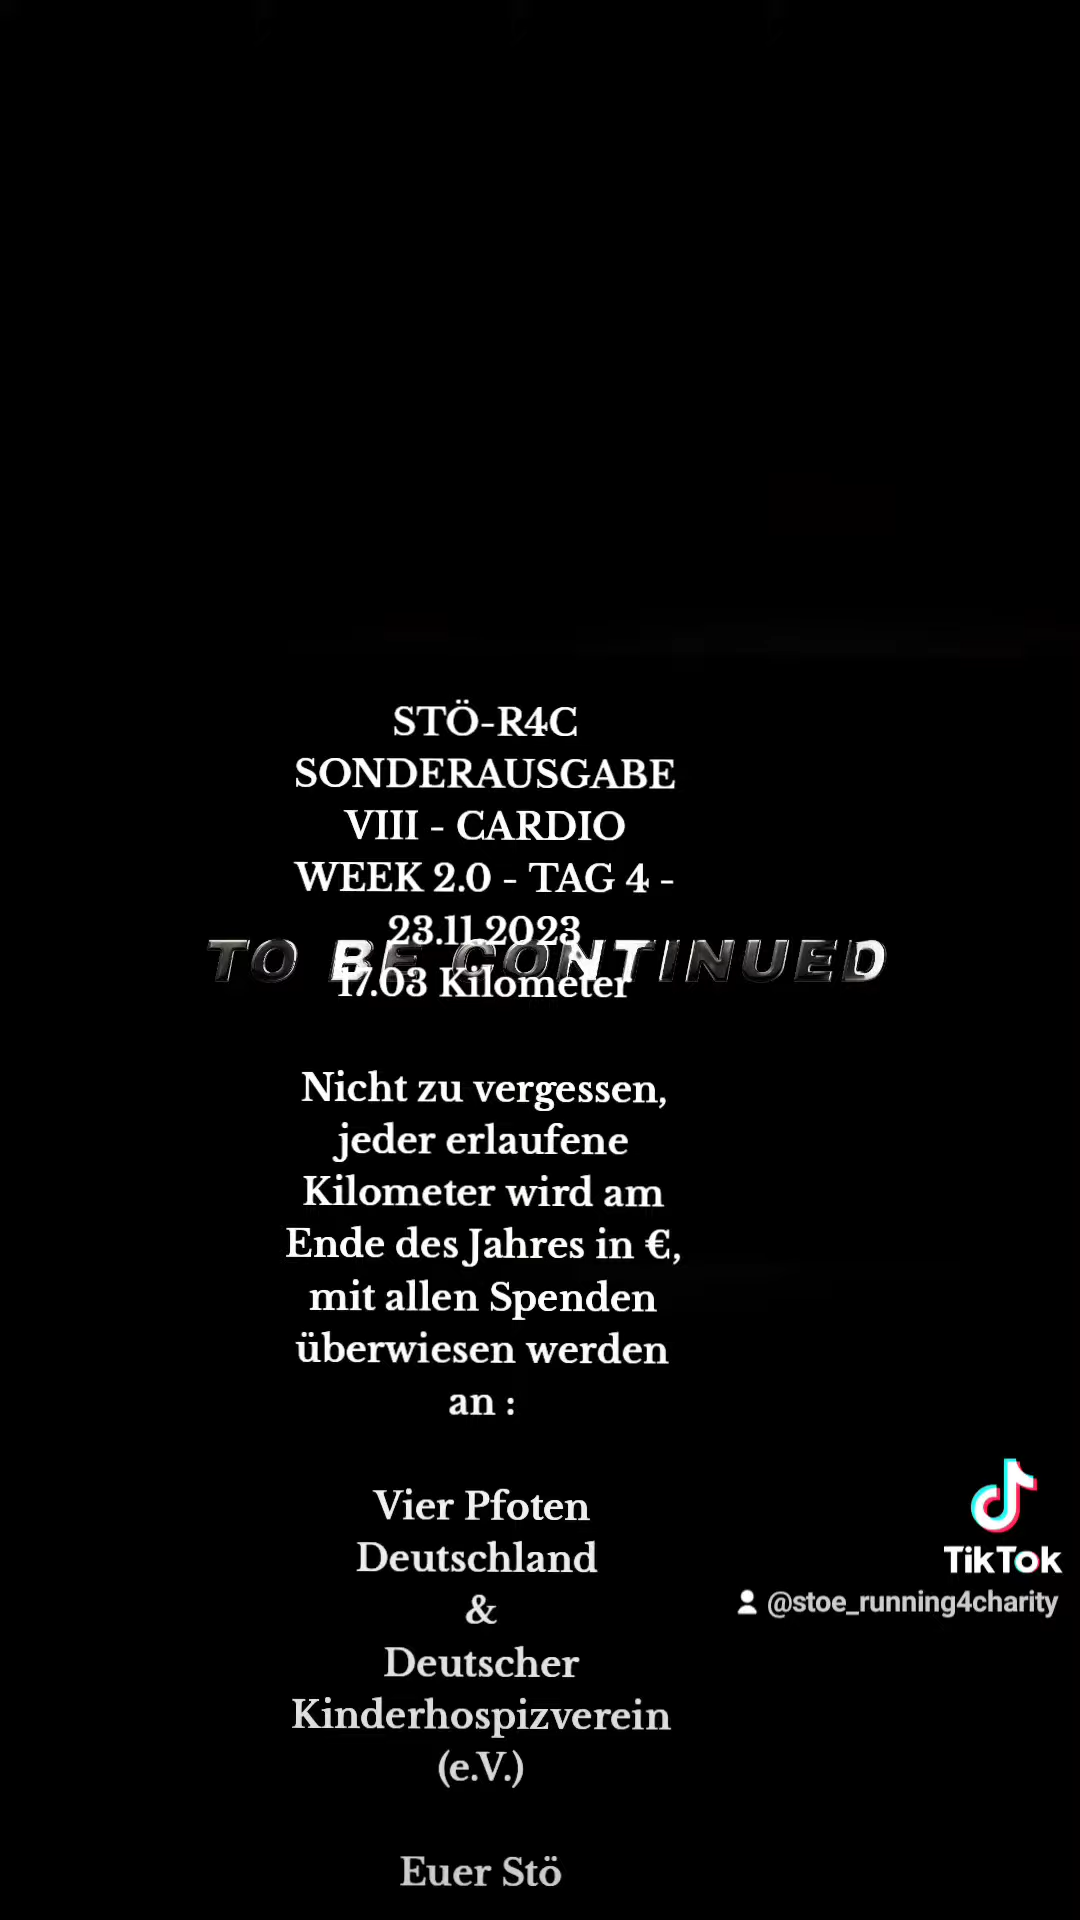 STÖ-R4C
SONDERAUSGABE
VIII - CARDIO
WEEK 2.0 - TAG 4 -
23.11.2023
TO BE CONTINUED
17.03 Kilometer
Nicht zu vergessen,
jeder erlaufene
Kilometer wird am
Ende des Jahres in €,
mit allen Spenden
überwiesen werden
an :
Vier Pfoten
Deutschland
&
Deutscher
Kinderhospizverein
(e.V.)
Euer Stö
TikTok
@stoe_running4charity